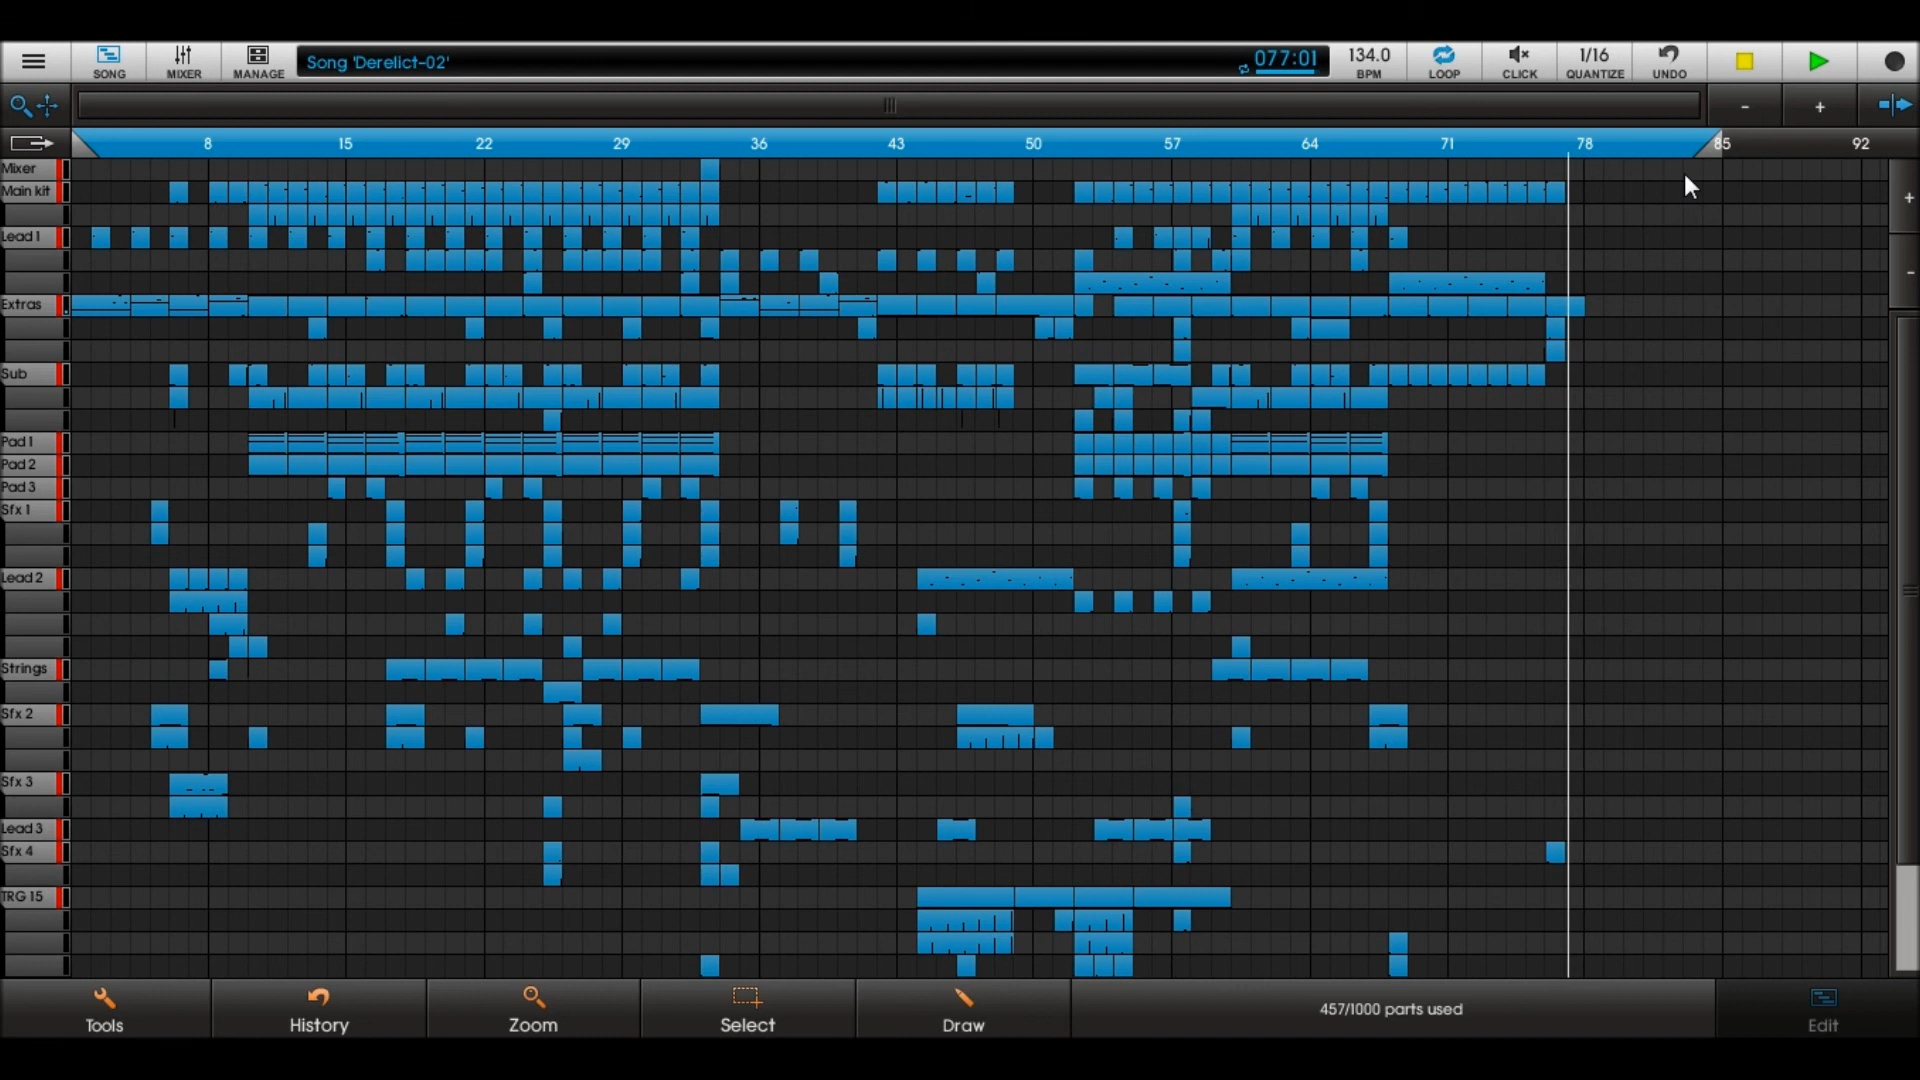 SONG
MIXER
MANAGE
Song 'Derelict-02'
077:01
134.0
BPM
LOOP
CLICK
1/16
QUANTIZE
UNDO
- +
8 15 22 29 36 43 50 57 64 71 78 85 92
Mixer
Main kit
+
Lead 1
-
Extras
Sub
Pad 1
Pad 2
Pad 3
Sfx 1
Lead 2
Strings
Sfx 2
Sfx 3
Lead 3
Sfx 4
TRG 15
Tools
History
Zoom
Select
Draw
457/1000 parts used
Edit